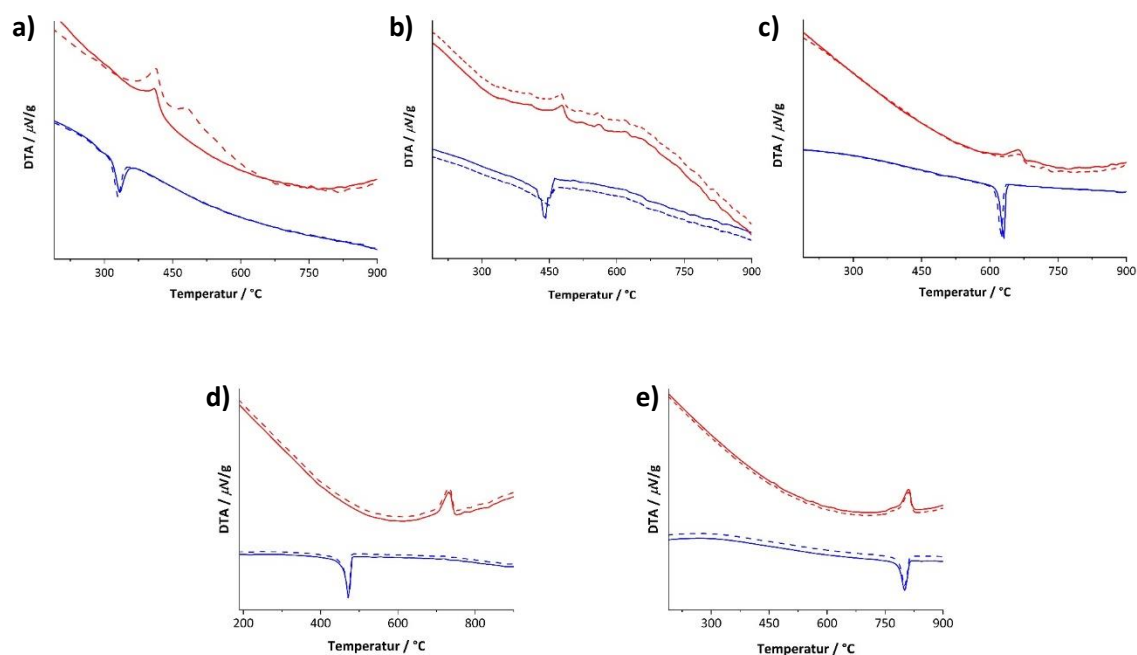 a)
DTA / µV/g
300 450 600 750 900
Temperatur / °C
b)
DTA / µV/g
300 450 600 750 900
Temperatur / °C
c)
DTA / µV/g
300 450 600 750 900
Temperatur / °C
d)
DTA / µV/g
200 400 600 800
Temperatur / °C
e)
DTA / µV/g
300 450 600 750 900
Temperatur / °C